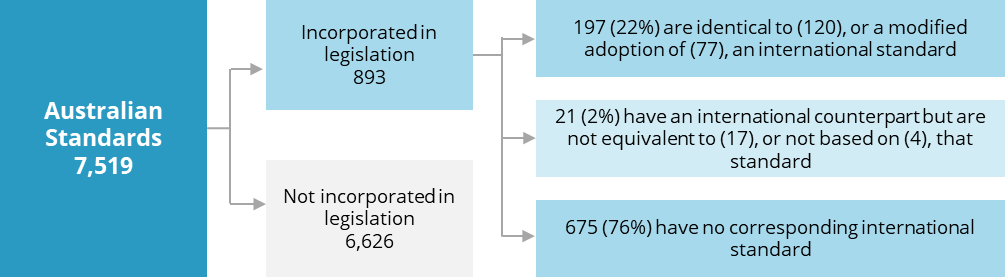 Australian
Standards
7,519
Incorporated in
legislation
893
Not incorporated in
legislation
6,626
197 (22%) are identical to (120), or a modified
adoption of (77), an international standard
21 (2%) have an international counterpart but are
not equivalent to (17), or not based on (4), that
standard
675 (76%) have no corresponding international
standard